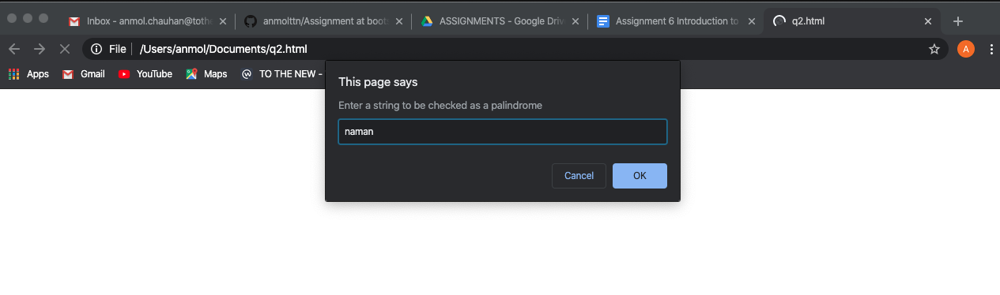 Inbox - anmol.chauhan@tothe
anmolttn/Assignment at boots
ASSIGNMENTS - Google Drive
Assignment 6 Introduction to
q2.html
File
/Users/anmol/Documents/q2.html
A
Apps
Gmail
YouTube
Maps
TO THE NEW -
This page says
Enter a string to be checked as a palindrome
naman
Cancel
OK